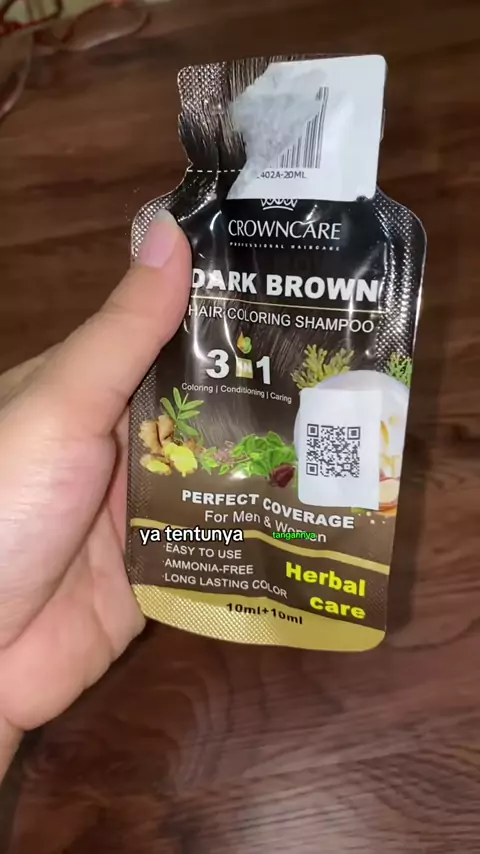 402A-20ML
CROWNCARE
PROFESSIONAL HAIRCARE
DARK BROWN
HAIR COLORING SHAMPOO
3 IN 1
Coloring | Conditioning | Caring
PERFECT COVERAGE
For Men & Women
ya tentunya tangannya
·EASY TO USE
·AMMONIA-FREE
·LONG LASTING COLOR
Herbal
care
10ml+10ml